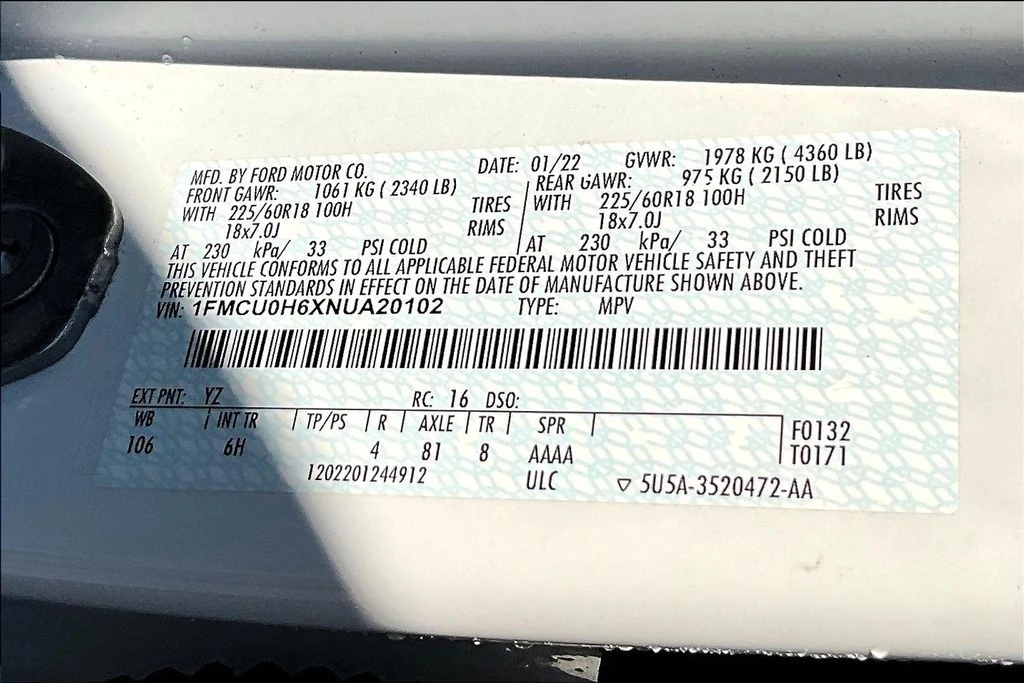 MFD. BY FORD MOTOR CO. DATE: 01/22 GVWR: 1978 KG ( 4360 LB)
FRONT GAWR: 1061 KG ( 2340 LB) REAR GAWR: 975 KG ( 2150 LB)
WITH 225/60R18 100H TIRES WITH 225/60R18 100H TIRES
18x7.0J RIMS 18x7.0J RIMS
AT 230 kPa/ 33 PSI COLD AT 230 kPa/ 33 PSI COLD
THIS VEHICLE CONFORMS TO ALL APPLICABLE FEDERAL MOTOR VEHICLE SAFETY AND THEFT
PREVENTION STANDARDS IN EFFECT ON THE DATE OF MANUFACTURE SHOWN ABOVE.
VIN: 1FMCU0H6XNUA20102 TYPE: MPV
EXT PNT: YZ RC: 16 DSO:
WB INT TR TP/PS R AXLE TR SPR F0132
106 6H 4 81 8 AAAA T0171
1202201244912 ULC ▽ 5U5A-3520472-AA